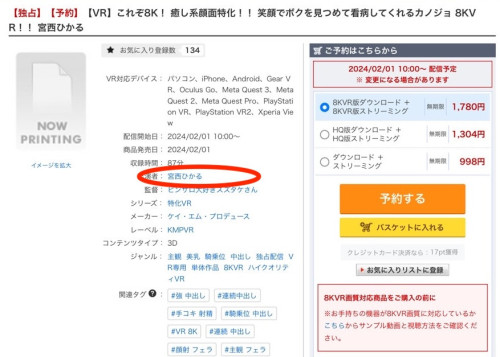 【独占】【予約】【VR】これぞ8K！ 癒し系顔面特化！！ 笑顔でボクを見つめて看病してくれるカノジョ 8KV
R！！ 宮西ひかる
お気に入り登録数 134
NOW
PRINTING
イメージを拡大
VR対応デバイス： パソコン、iPhone、Android、Gear V
R、Oculus Go、Meta Quest 3、Meta
Quest 2、Meta Quest Pro、PlayStati
on VR、PlayStation VR2、Xperia Vie
w
配信開始日： 2024/02/01 10:00～
商品発売日： 2024/02/01
収録時間： 87分
演者： 宮西ひかる
監督： ピンサロ大好きススタケさん
シリーズ： 特化VR
メーカー： ケイ・エム・プロデュース
レーベル： KMPVR
コンテンツタイプ： 3D
ジャンル： 主観 美乳 騎乗位 中出し 独占配信 V
R専用 単体作品 8KVR ハイクオリテ
ィVR
関連タグ ? ： #強 中出し #連続中出し
#手コキ 射精 #騎乗位 中出し
#VR 8K #連続 中出し
#顔射 フェラ #主観 フェラ
ご予約はこちらから
2024/02/01 10:00～ 配信予定
※ 変更になる場合があります
8KVR版ダウンロード ＋
8KVR版ストリーミング 無期限 1,780円
HQ版ダウンロード ＋
HQ版ストリーミング 無期限 1,304円
ダウンロード ＋
ストリーミング 無期限 998円
予約する
バスケットに入れる
クレジットカード決済なら：17pt獲得
お気に入りリストに登録
8KVR画質対応商品をご購入の前に
※お手持ちの機器が8KVR画質に対応しているか
こちらからサンプル動画と視聴方法をご確認くだ
さい。